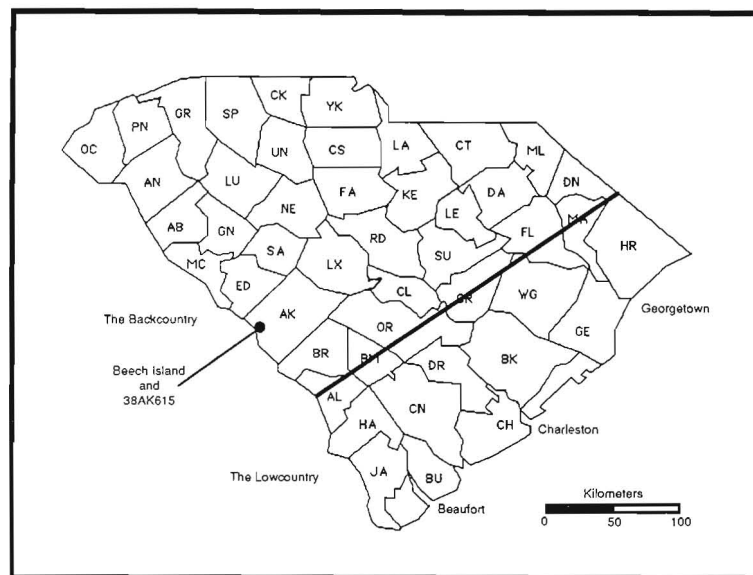 CK
YK
GR
SP
PN
OC
UN
CS
LA
CT
ML
AN
LU
FA
KE
DA
DN
NE
LE
MA
AB
GN
RD
FL
HR
SA
SU
MC
LX
ED
CL
CR
WG
Georgetown
The Backcountry
AK
OR
GE
BR
BM
DR
BK
Beech island
and
38AK615
AL
CN
HA
CH
Charleston
The Lowcountry
JA
BU
Kilometers
Beaufort
0 50 100